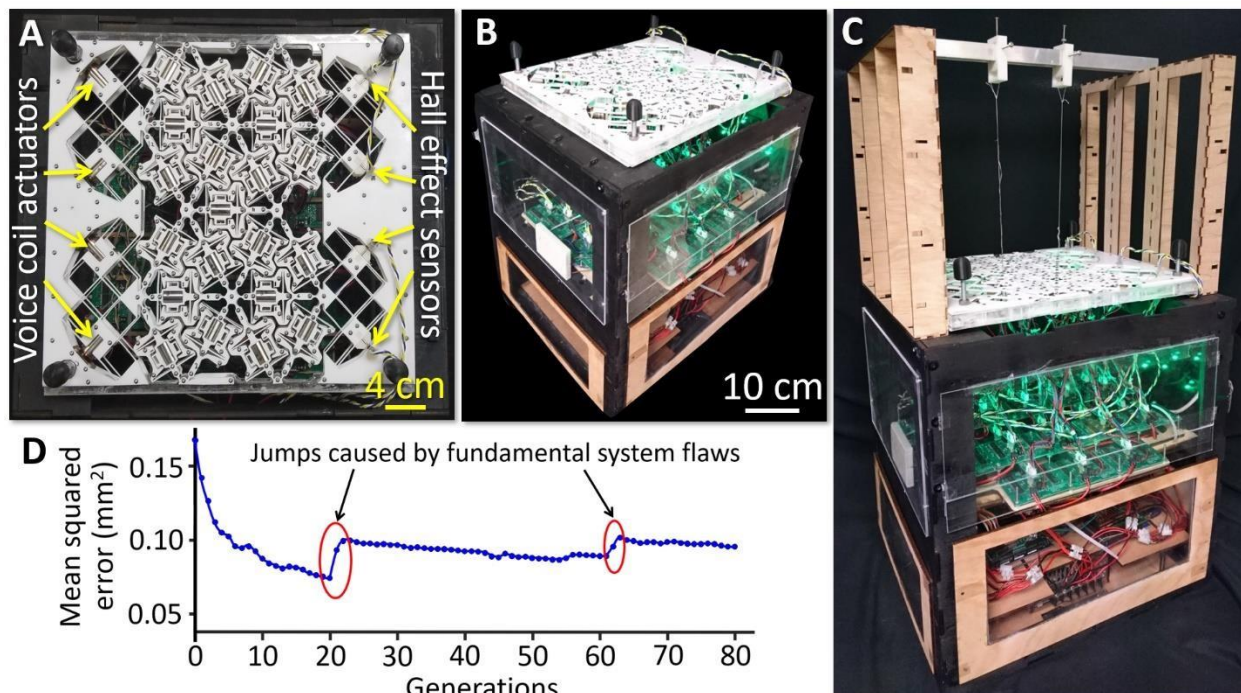 A
Voice coil actuators
Hall effect sensors
4 cm
B
10 cm
C
D
Jumps caused by fundamental system flaws
Mean squared
error (mm²)
0.15
0.10
0.05
0 10 20 30 40 50 60 70 80
Generations